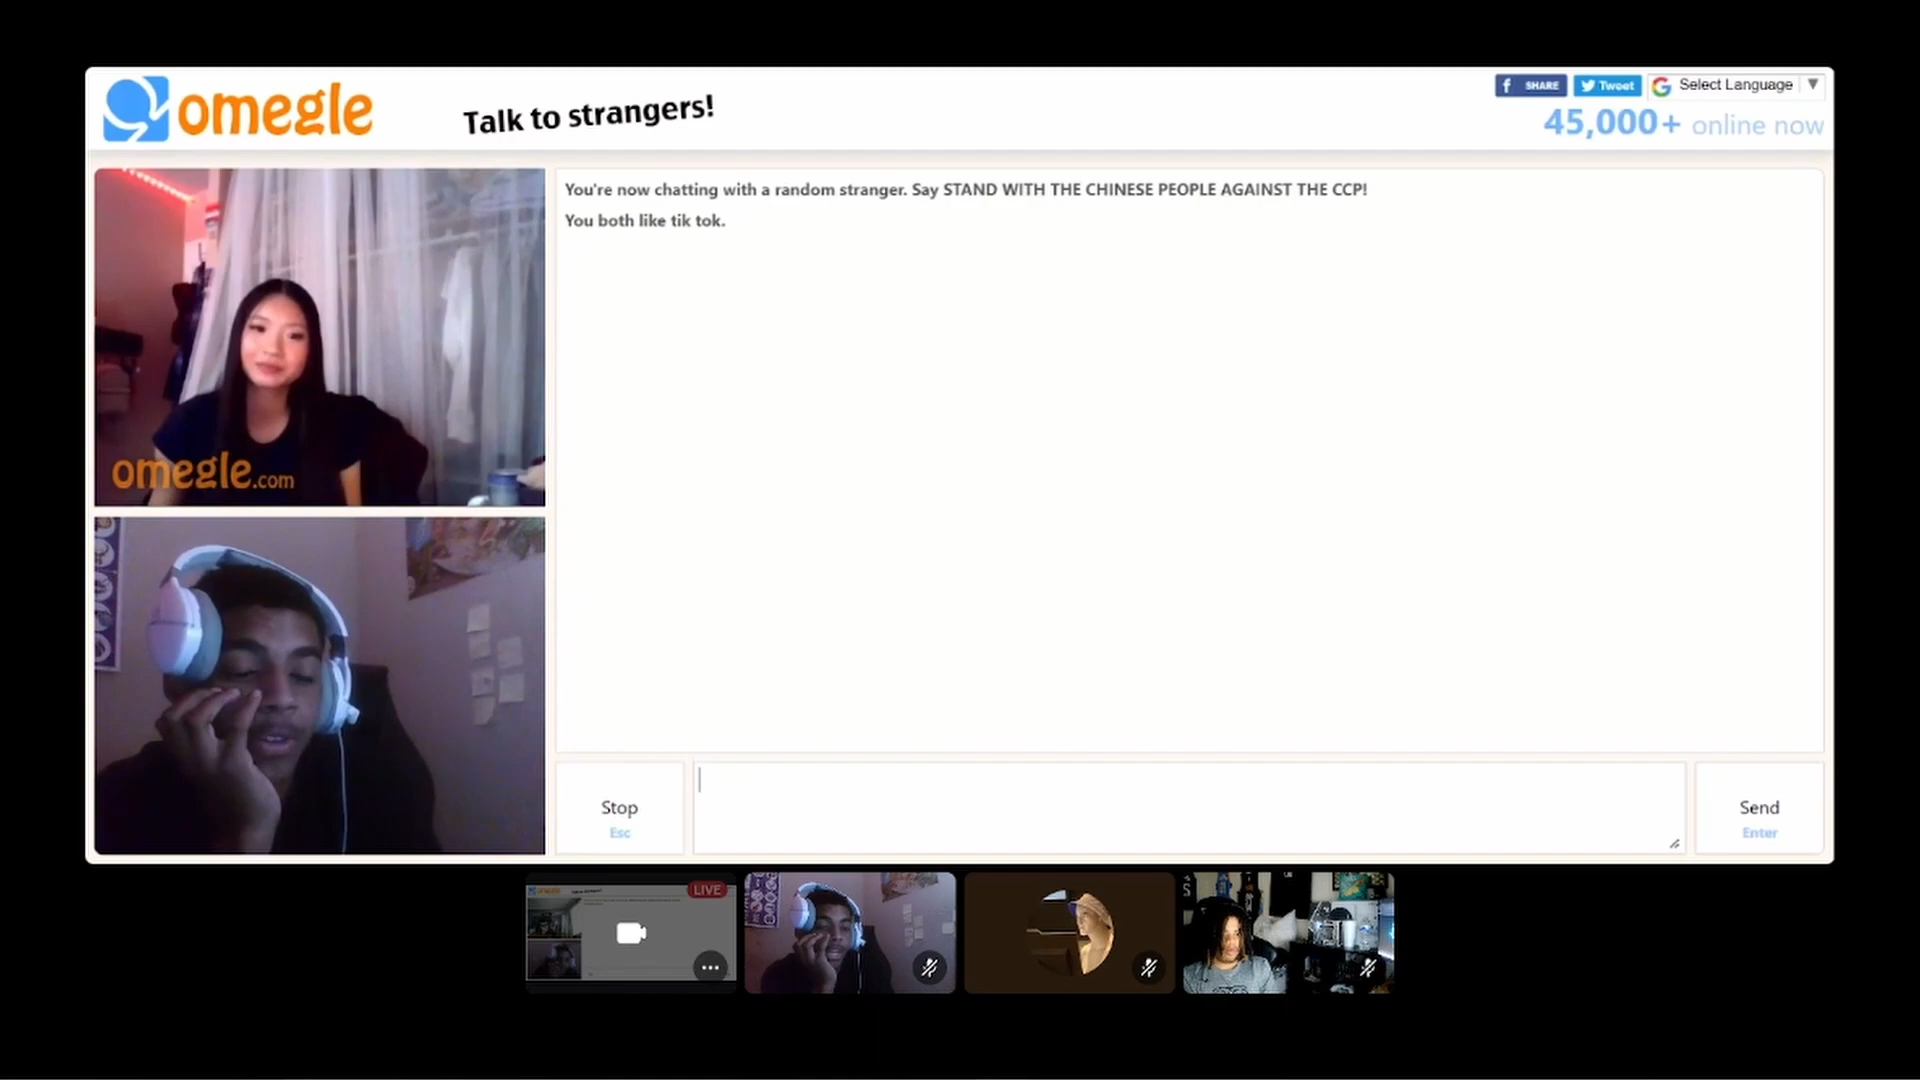 omegle
Talk to strangers!
SHARE
Tweet
Select Language
45,000+ online now
You're now chatting with a random stranger. Say STAND WITH THE CHINESE PEOPLE AGAINST THE CCP!
You both like tik tok.
omegle.com
Stop
Esc
Send
Enter
LIVE